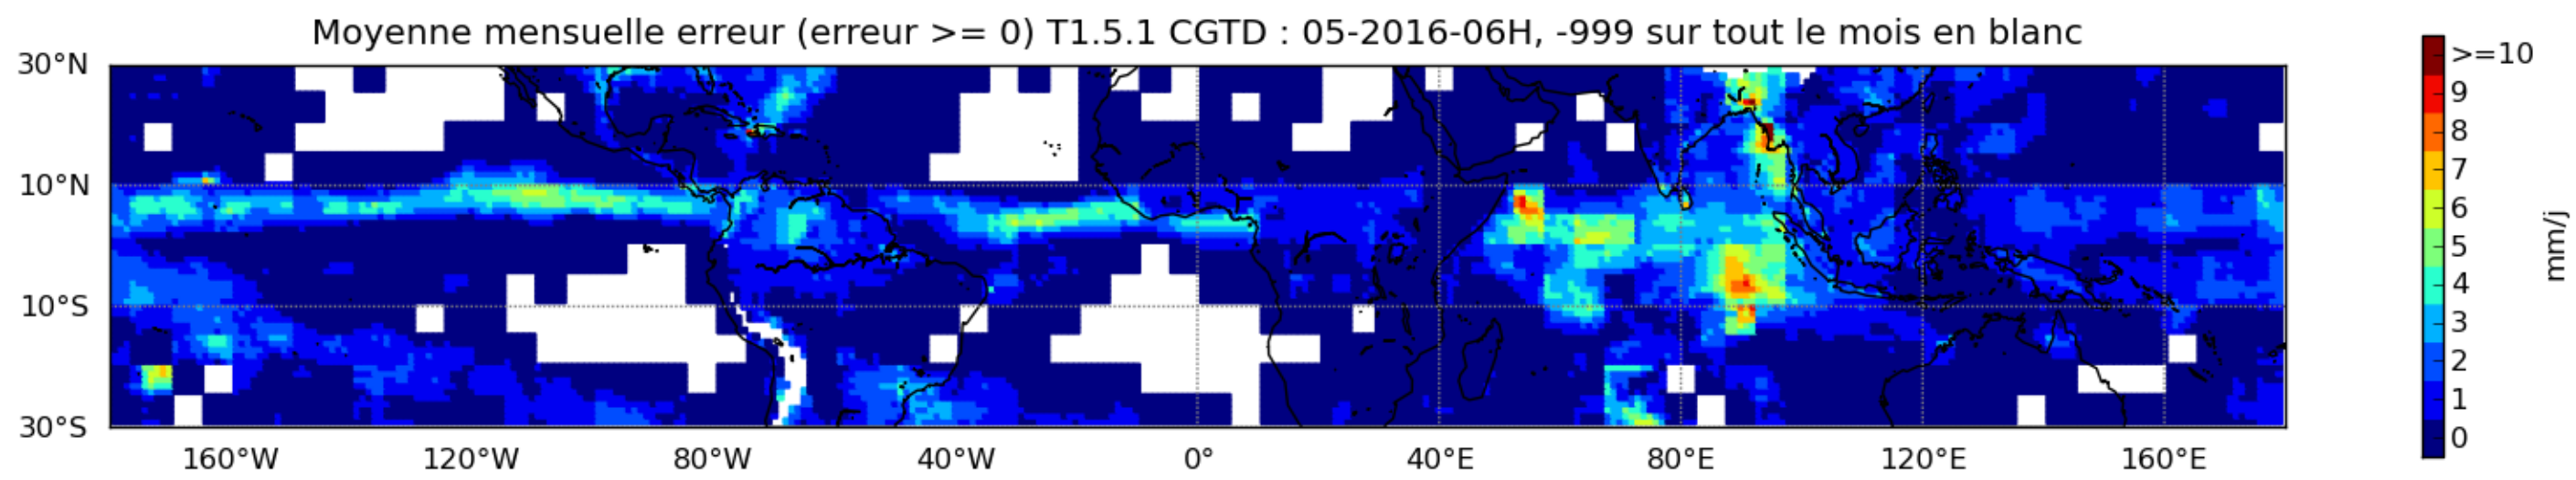 Moyenne mensuelle erreur (erreur >= 0) T1.5.1 CGTD : 05-2016-06H, -999 sur tout le mois en blanc
30°N
10°N
10°S
30°S
160°W 120°W 80°W 40°W 0° 40°E 80°E 120°E 160°E
>=10
9
8
7
6
5
4
3
2
1
0
mm/j